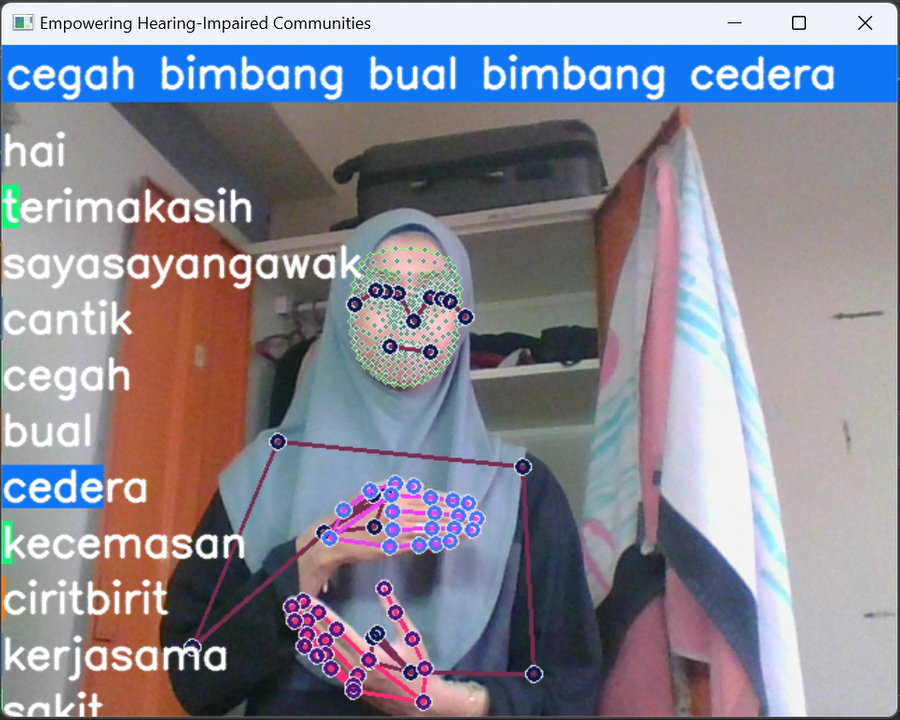 Empowering Hearing-Impaired Communities
cegah bimbang bual bimbang cedera
hai
terimakasih
sayasayangawak
cantik
cegah
bual
cedera
kecemasan
ciritbirit
kerjasama
sakit